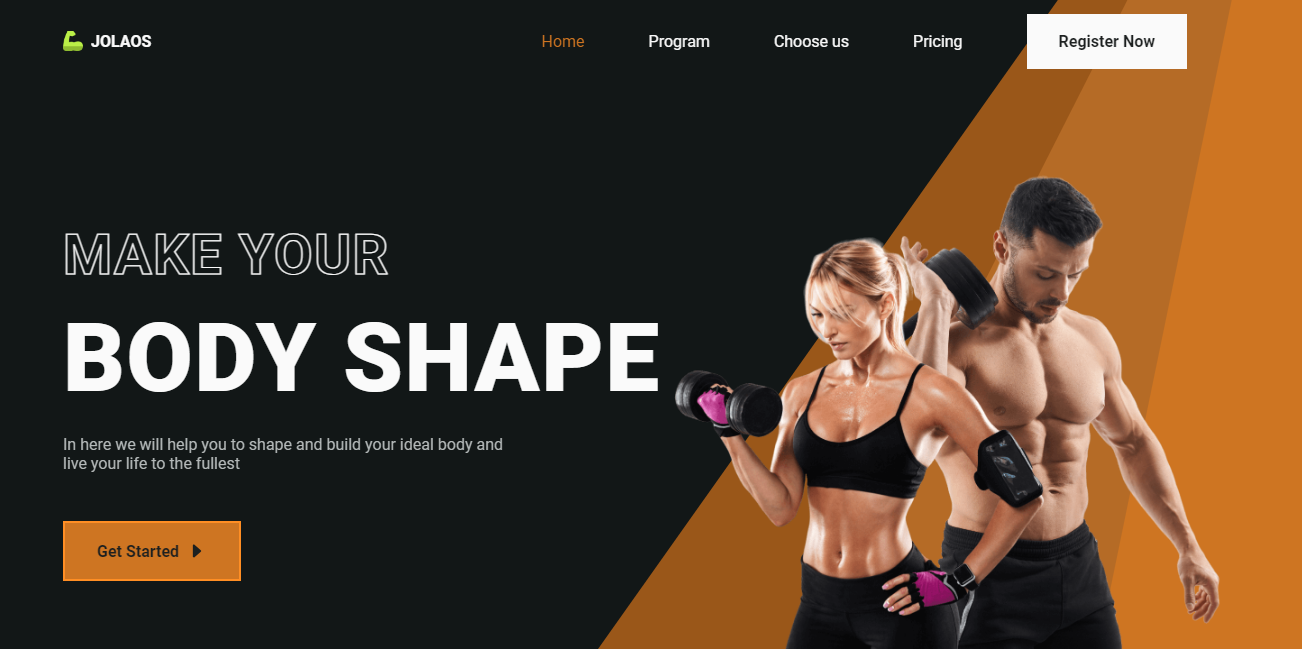 JOLAOS
Home
Program
Choose us
Pricing
Register Now
MAKE YOUR
BODY SHAPE
In here we will help you to shape and build your ideal body and
live your life to the fullest
Get Started